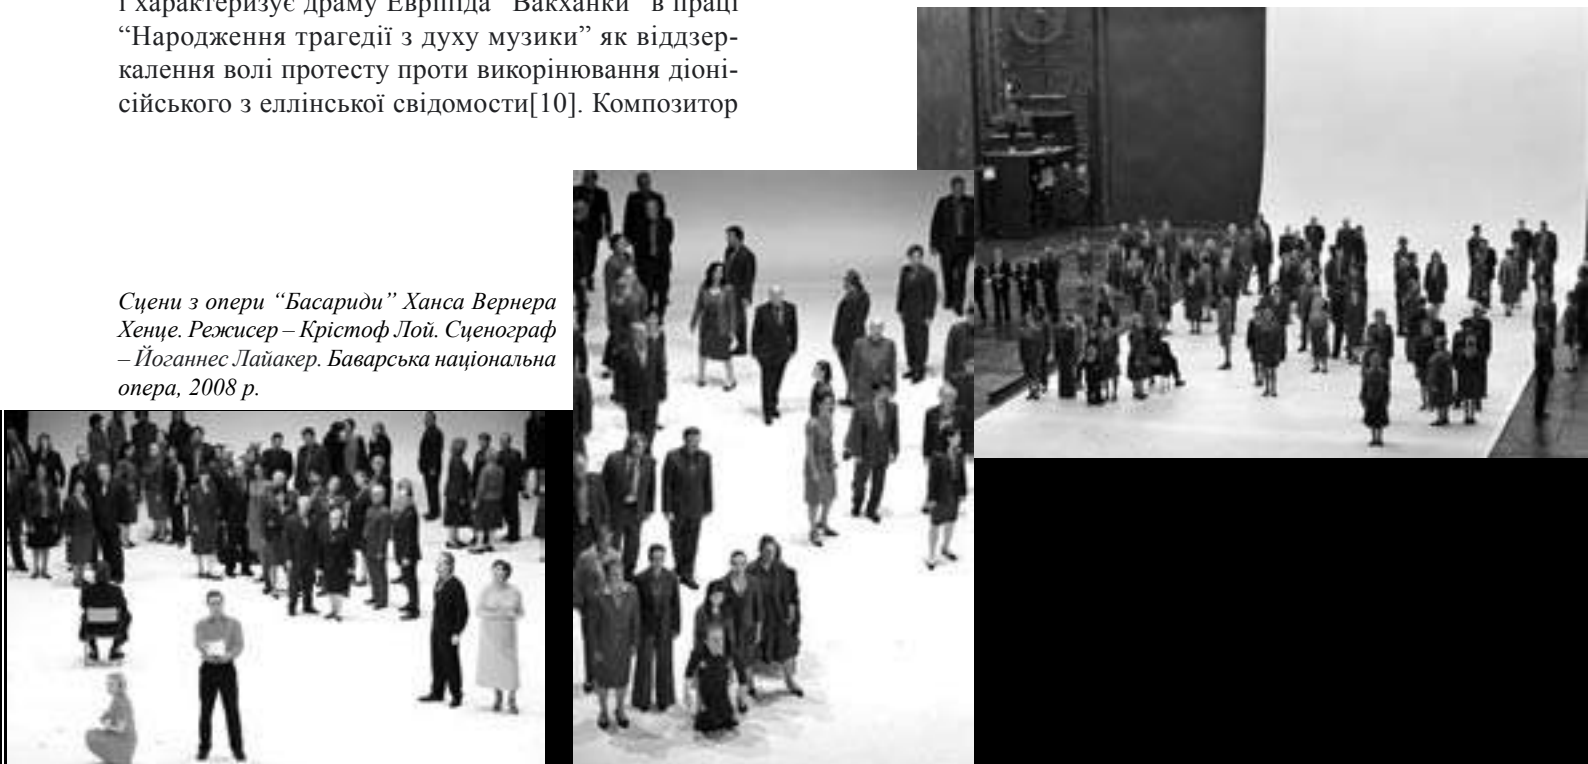 і характеризує драму Евріпіда “Вакханки” в праці
“Народження трагедії з духу музики” як віддзер-
калення волі протесту проти викорінювання діоні-
сійського з еллінської свідомости[10]. Композитор
Сцени з опери “Басариди” Ханса Вернера
Хенце. Режисер – Крістоф Лой. Сценограф
– Йоганнес Лайакер. Баварська національна
опера, 2008 р.